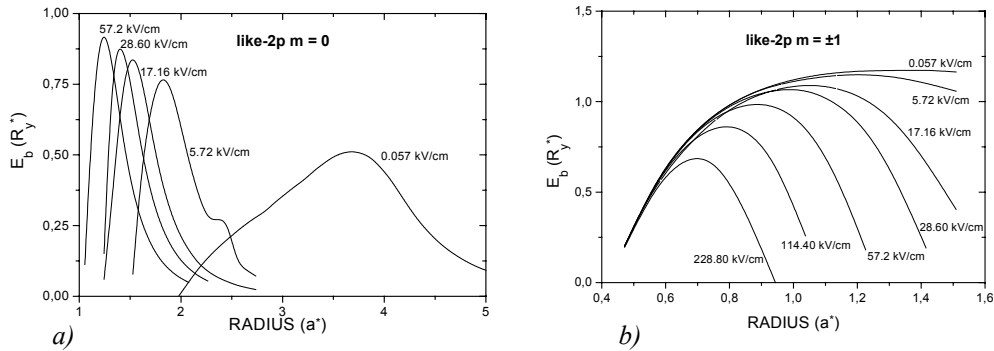 57.2 kV/cm
28.60 kV/cm
17.16 kV/cm
5.72 kV/cm
0.057 kV/cm
like-2p m = 0
1,00
0,75
0,50
0,25
0,00
E_b (R_y^*)
1
2
3
4
5
RADIUS (a*)
a)
like-2p m = ±1
0.057 kV/cm
5.72 kV/cm
17.16 kV/cm
28.60 kV/cm
57.2 kV/cm
114.40 kV/cm
228.80 kV/cm
1,5
1,0
0,5
0,0
E_b (R_y^*)
0,4
0,6
0,8
1,0
1,2
1,4
1,6
RADIUS (a*)
b)